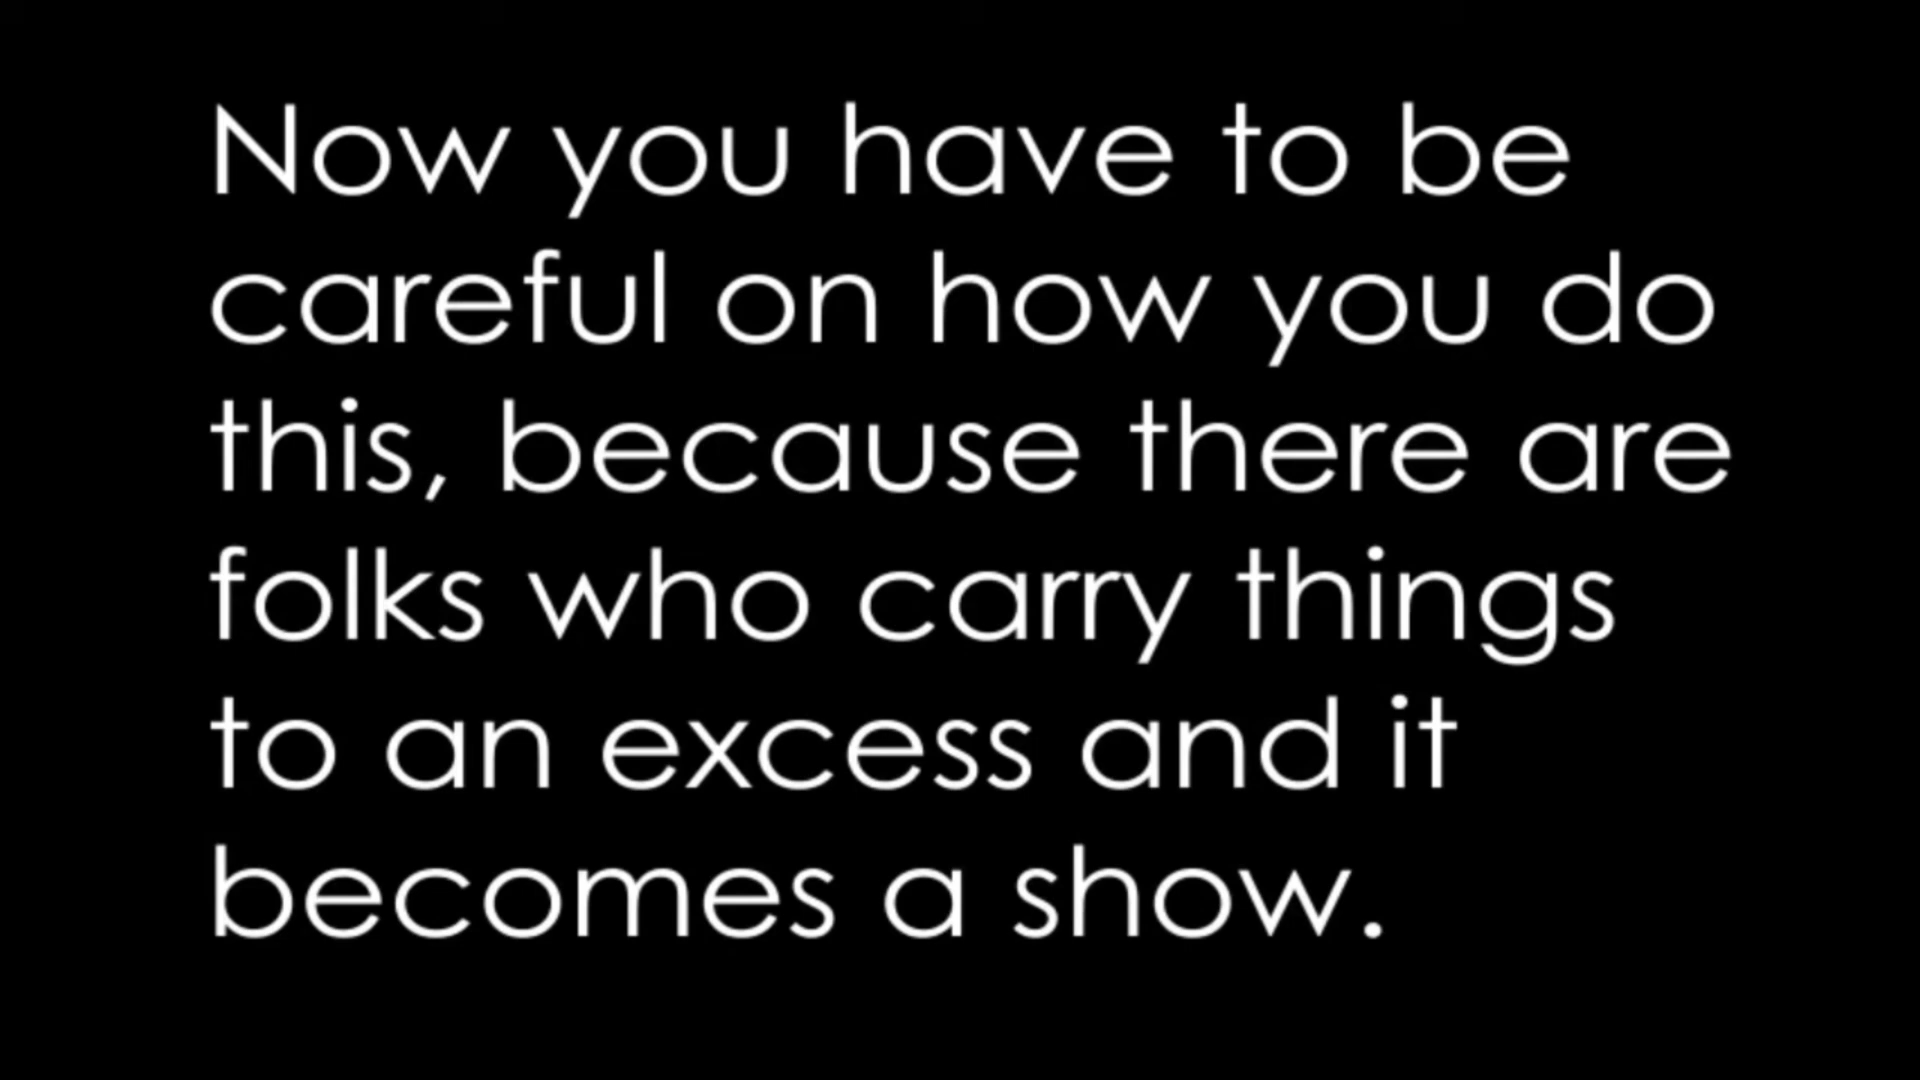 Now you have to be
careful on how you do
this, because there are
folks who carry things
to an excess and it
becomes a show.